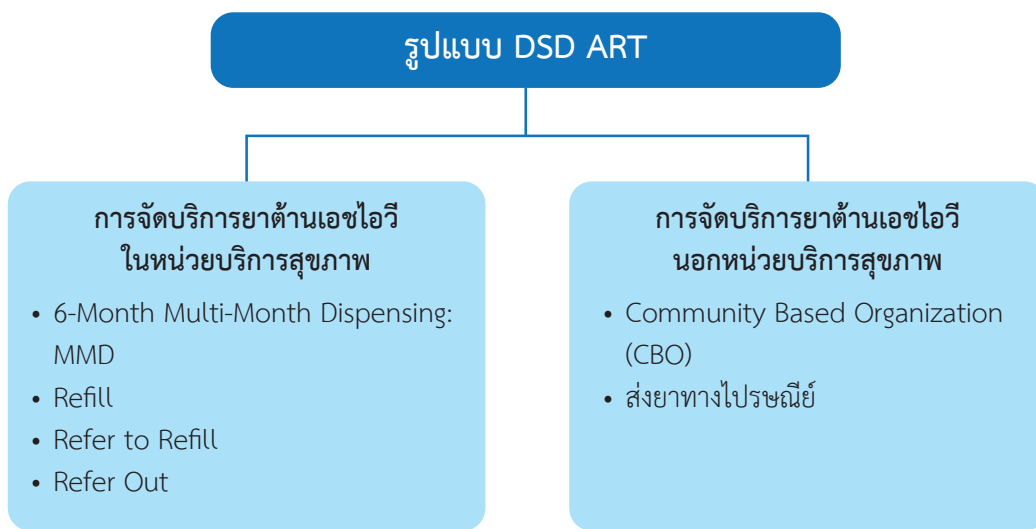 รูปแบบ DSD ART
การจัดบริการยาต้านเอชไอวี
ในหน่วยบริการสุขภาพ
• 6-Month Multi-Month Dispensing:
MMD
• Refill
• Refer to Refill
• Refer Out
การจัดบริการยาต้านเอชไอวี
นอกหน่วยบริการสุขภาพ
• Community Based Organization
(CBO)
• ส่งยาทางไปรษณีย์